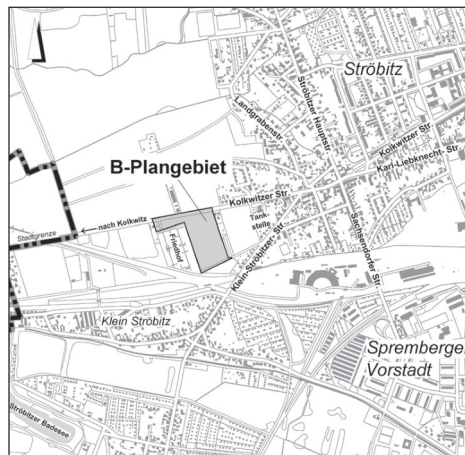 Ströbitz
Ströbitzer Hauptstr.
Landgrabenstr.
Kolkwitzer Str.
Karl-Liebknecht- Str.
B-Plangebiet
Kolkwitzer Str.
nach Kolkwitz
Stadtgrenze
Tank-
stelle
Friedhof
Klein-Ströbitzer- Str.
Sachsendorfer Str.
Klein Ströbitz
Spremberger
Vorstadt
Ströbitzer Badesee